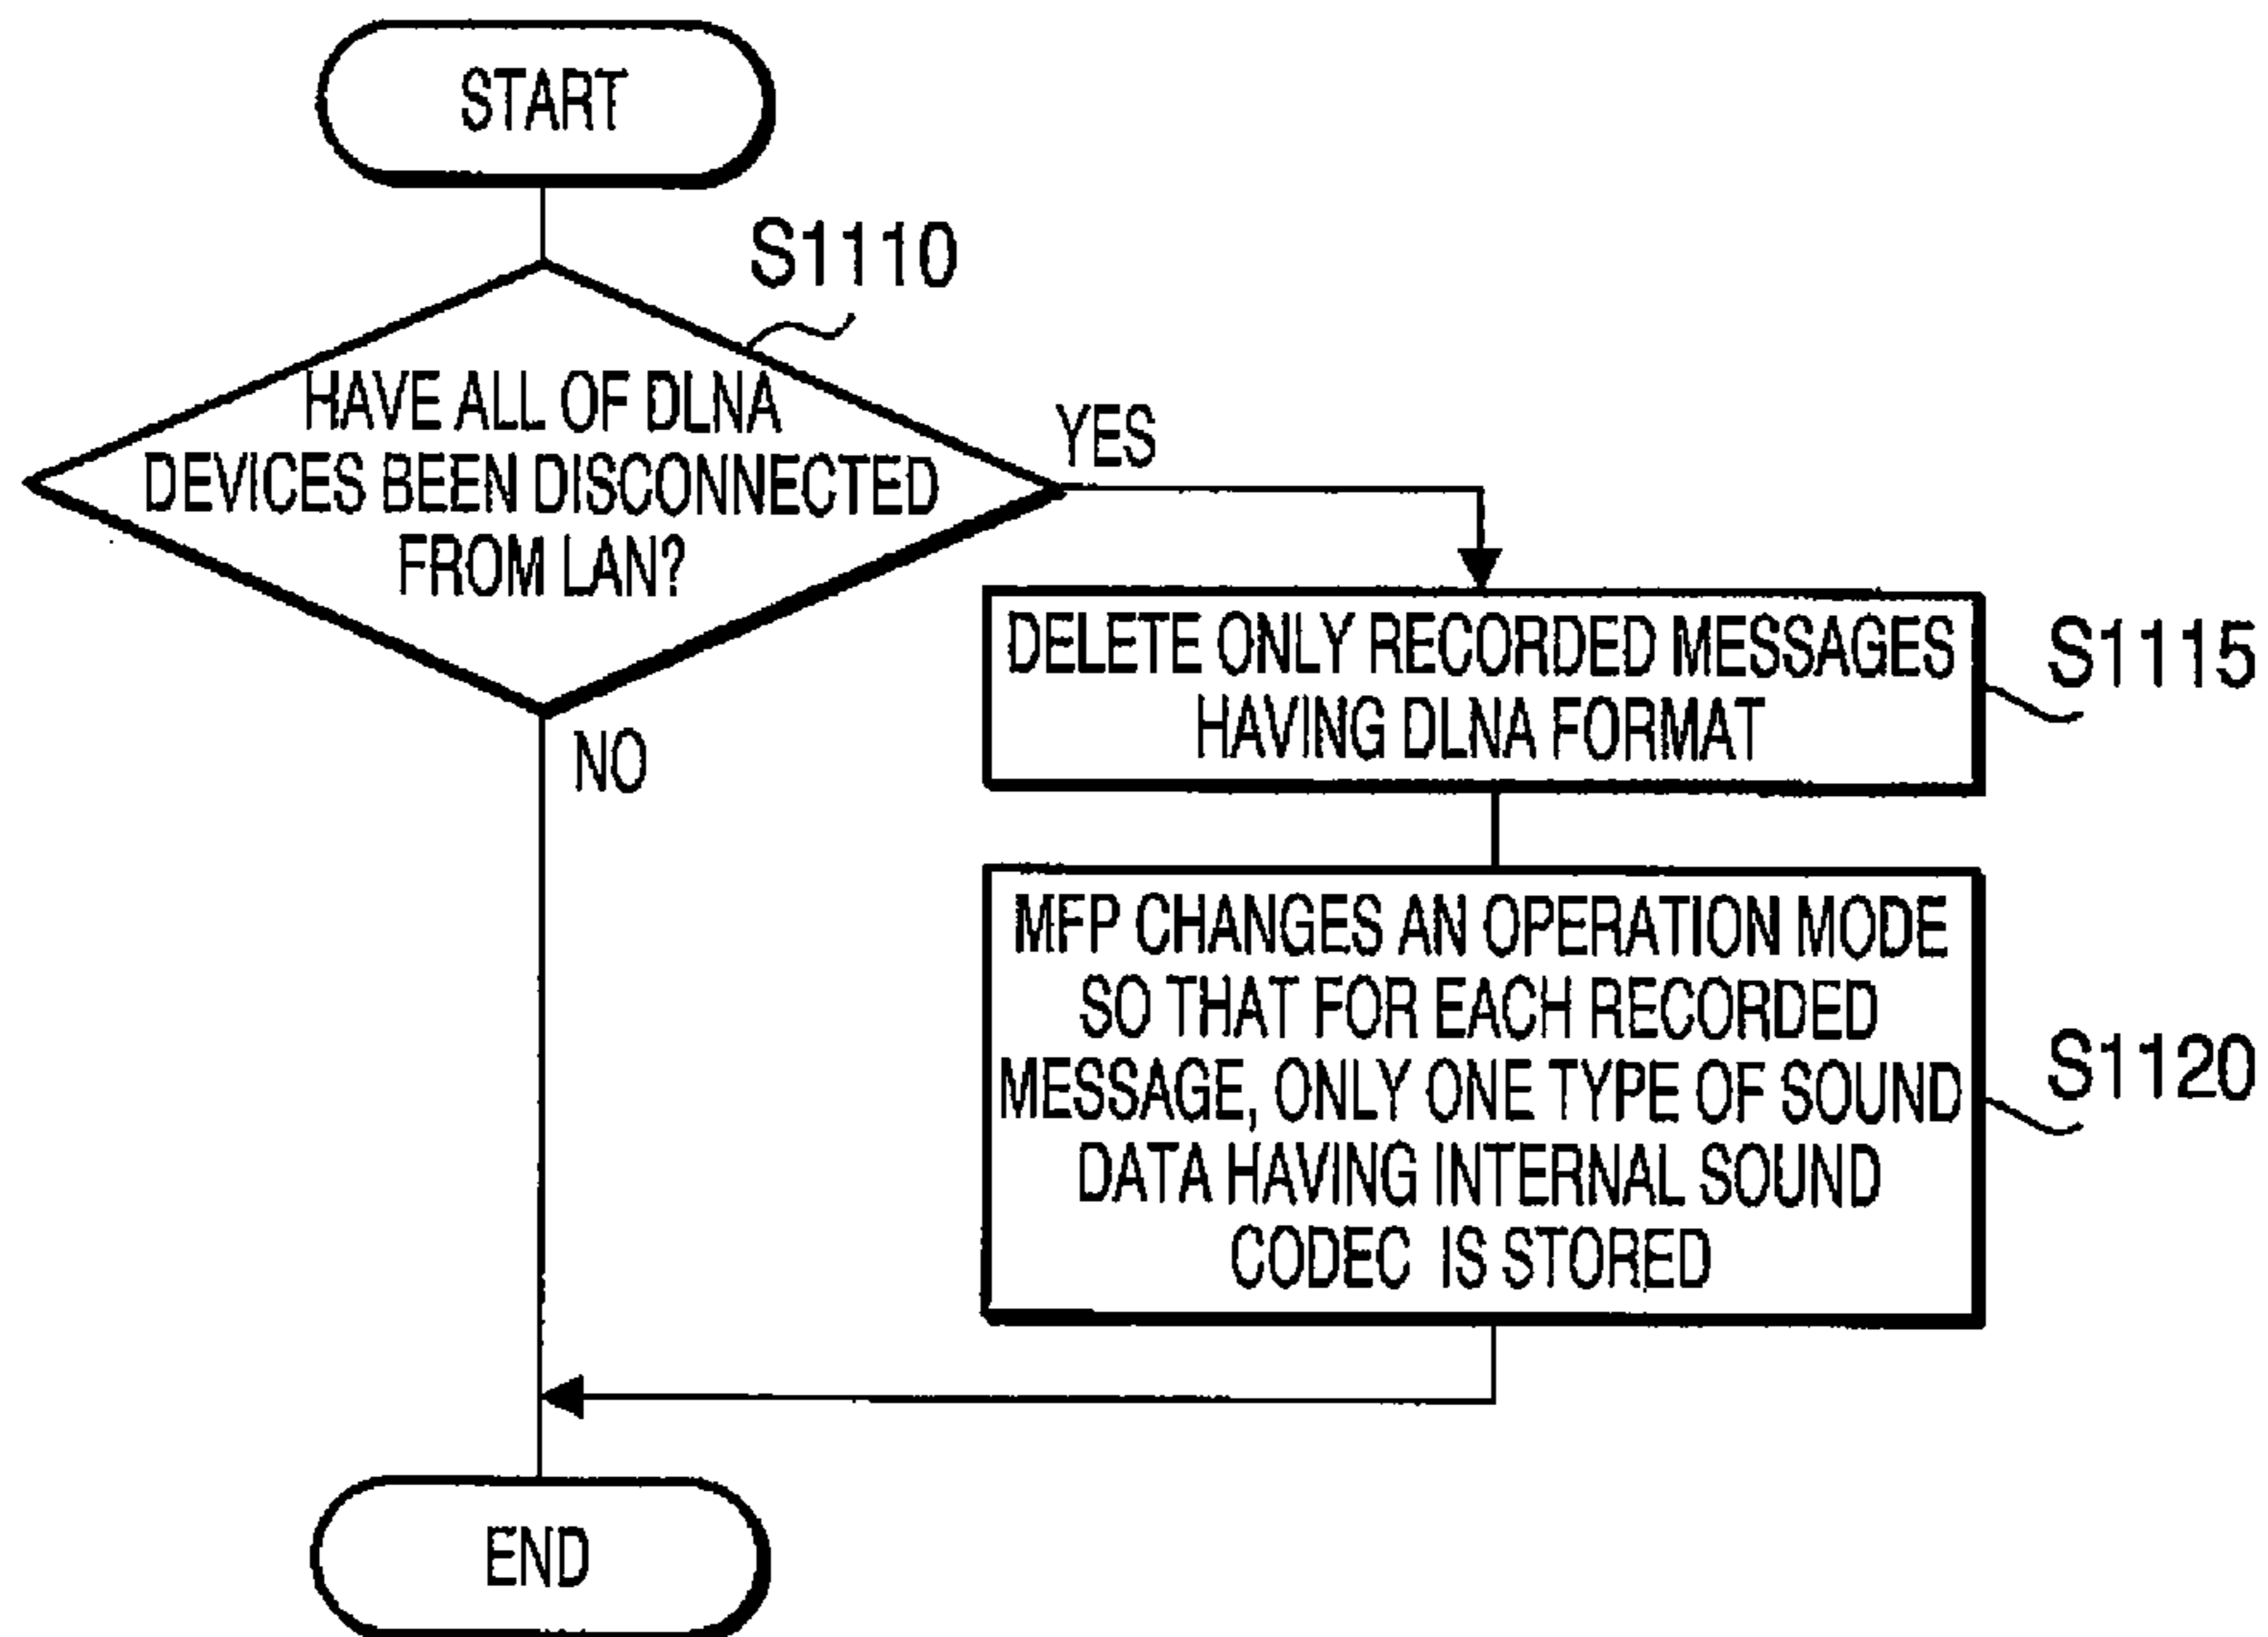 START
S1110
HAVE ALL OF DLNA
DEVICES BEEN DISCONNECTED
FROM LAN?
YES
NO
DELETE ONLY RECORDED MESSAGES
HAVING DLNA FORMAT
S1115
MFP CHANGES AN OPERATION MODE
SO THAT FOR EACH RECORDED
MESSAGE, ONLY ONE TYPE OF SOUND
DATA HAVING INTERNAL SOUND
CODEC IS STORED
S1120
END